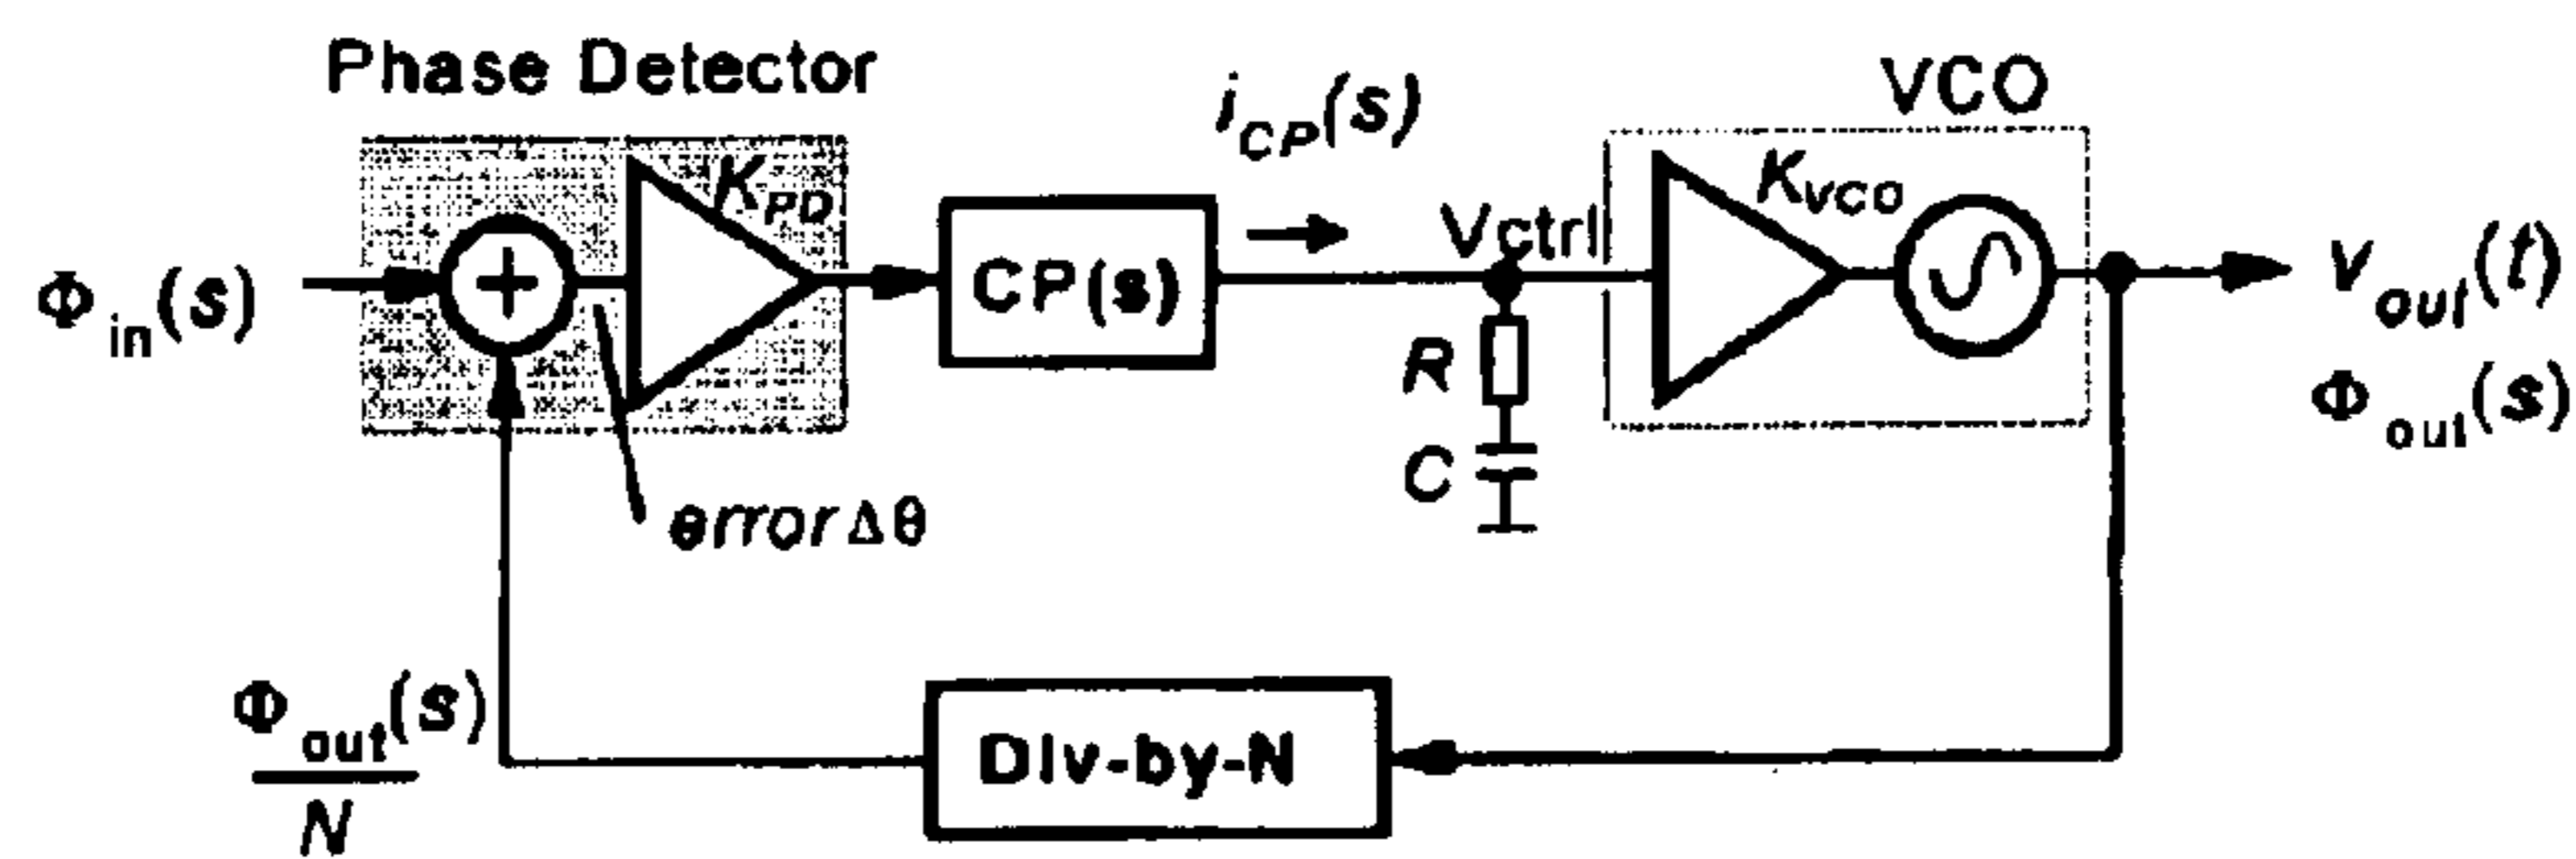 Phase Detector
i_CP(s)
VCO
K_PD
K_VCO
Vctrl
Φ_in(s)
+
CP(s)
V_out(t)
R
Φ_out(s)
C
error Δθ
Φ_out(s)
N
Div-by-N